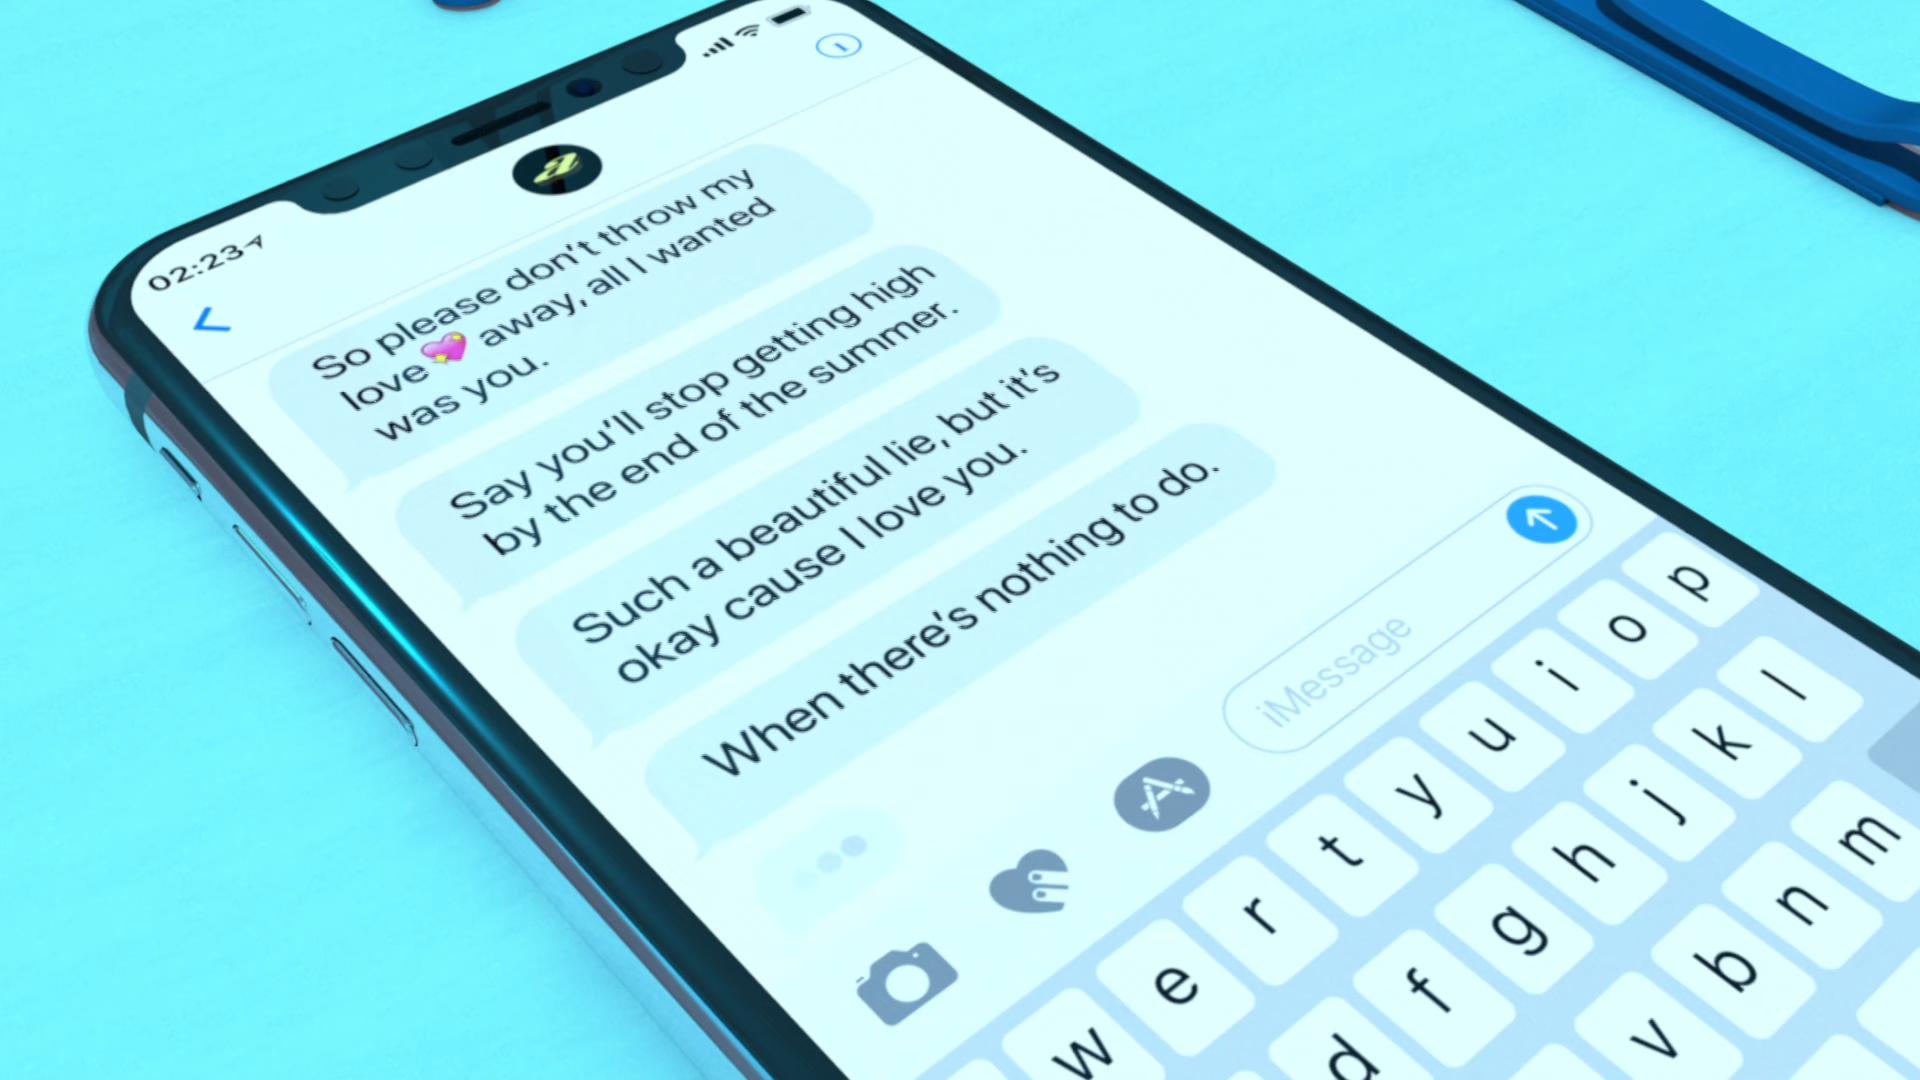 02:23
a
So please don't throw my
love💖 away, all I wanted
was you.
Say you'll stop getting high
by the end of the summer.
Such a beautiful lie, but it's
okay cause I love you.
When there's nothing to do.
iMessage
w e r t y u i o p
d f g h j k l
v b n m